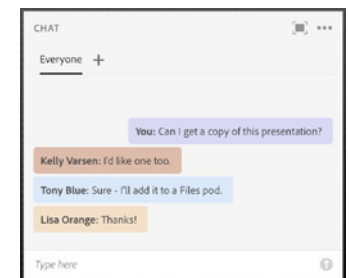 CHAT
Everyone
You: Can I get a copy of this presentation?
Kelly Varsen: I'd like one too.
Tony Blue: Sure - I'll add it to a Files pod.
Lisa Orange: Thanks!
Type here